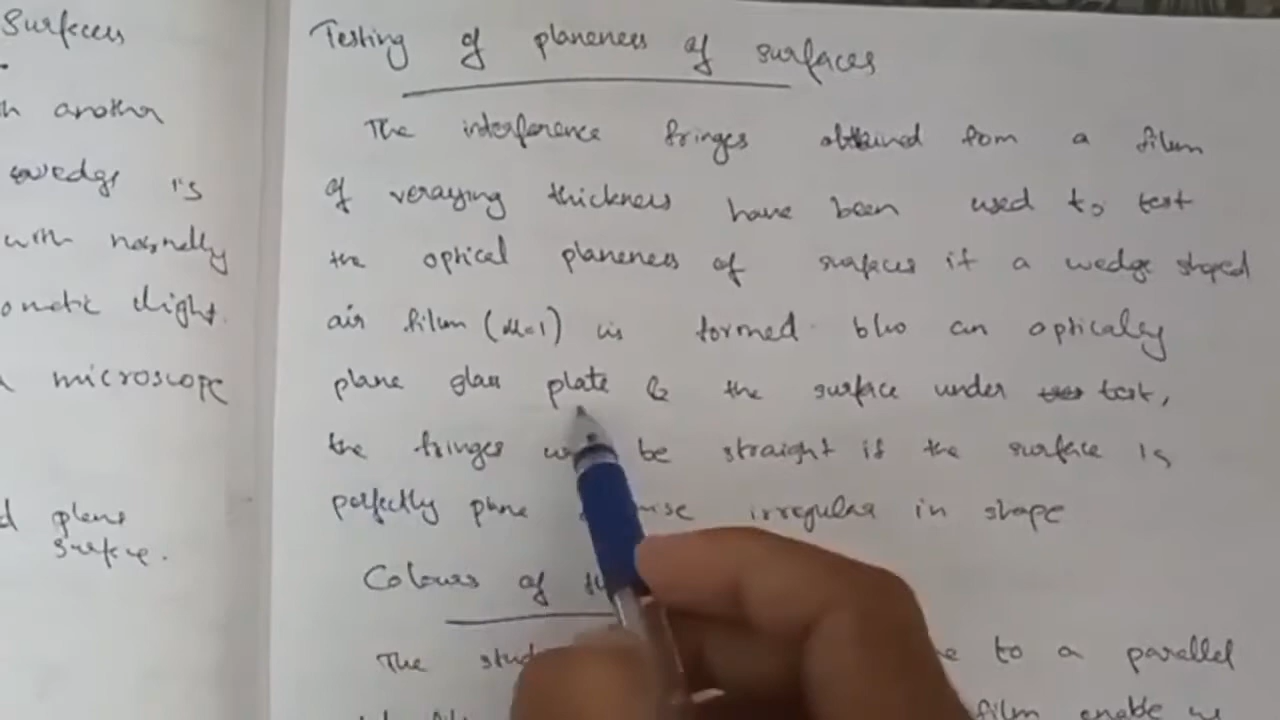 Surfaces
another
wedge is
with normally
light.
microscope
plane
surface.
Testing of planeness of surfaces
The interference fringes obtained from a film
of veraying thickness have been used to test
the optical planeness of surfaces if a wedge shaped
air film (μ=1) is formed b/w an optically
plane glass plate & the surface under test,
the fringes be straight if the surface is
perfectly plane irregular in shape
Colours of
The to a parallel
film enable us